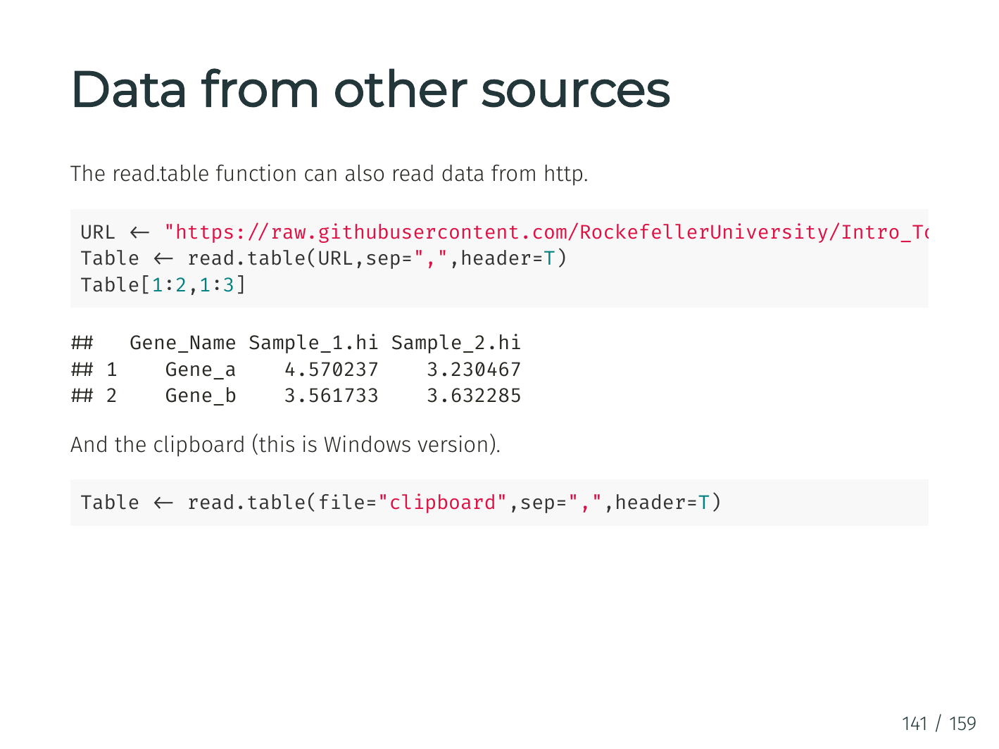 Data from other sources
The read.table function can also read data from http.
URL <- "https://raw.githubusercontent.com/RockefellerUniversity/Intro_To
Table <- read.table(URL,sep=",",header=T)
Table[1:2,1:3]
##   Gene_Name Sample_1.hi Sample_2.hi
## 1    Gene_a    4.570237    3.230467
## 2    Gene_b    3.561733    3.632285
And the clipboard (this is Windows version).
Table <- read.table(file="clipboard",sep=",",header=T)
141 / 159